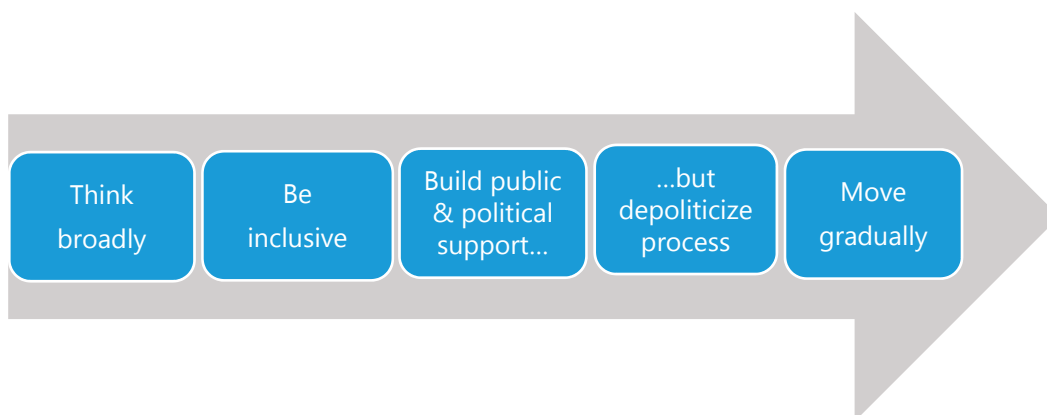 Think
broadly
Be
inclusive
Build public
& political
support...
...but
depoliticize
process
Move
gradually